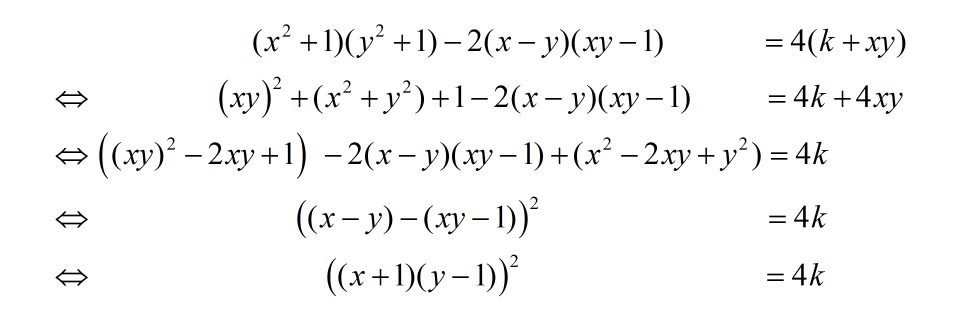 (x² + 1)(y² + 1) − 2(x − y)(xy − 1) = 4(k + xy)
⇔ (xy)² + (x² + y²) + 1 − 2(x − y)(xy − 1) = 4k + 4xy
⇔ ((xy)² − 2xy + 1) − 2(x − y)(xy − 1) + (x² − 2xy + y²) = 4k
⇔ ((x − y) − (xy − 1))² = 4k
⇔ ((x + 1)(y − 1))² = 4k